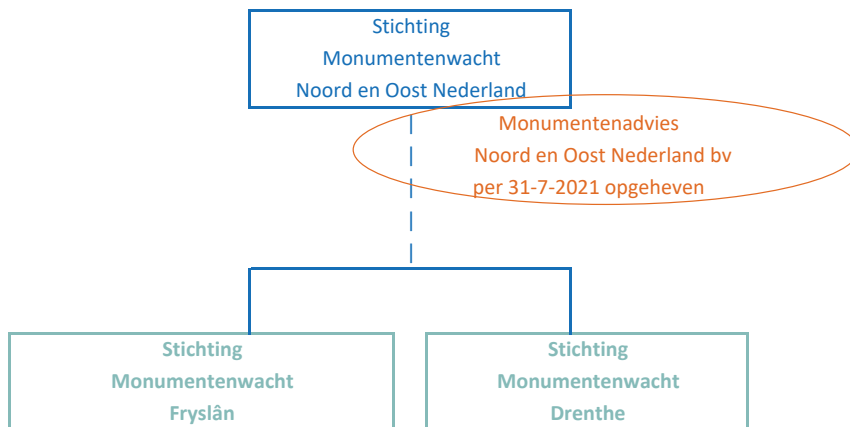 Stichting
Monumentenwacht
Noord en Oost Nederland
Monumentenadvies
Noord en Oost Nederland bv
per 31-7-2021 opgeheven
Stichting
Monumentenwacht
Fryslân
Stichting
Monumentenwacht
Drenthe